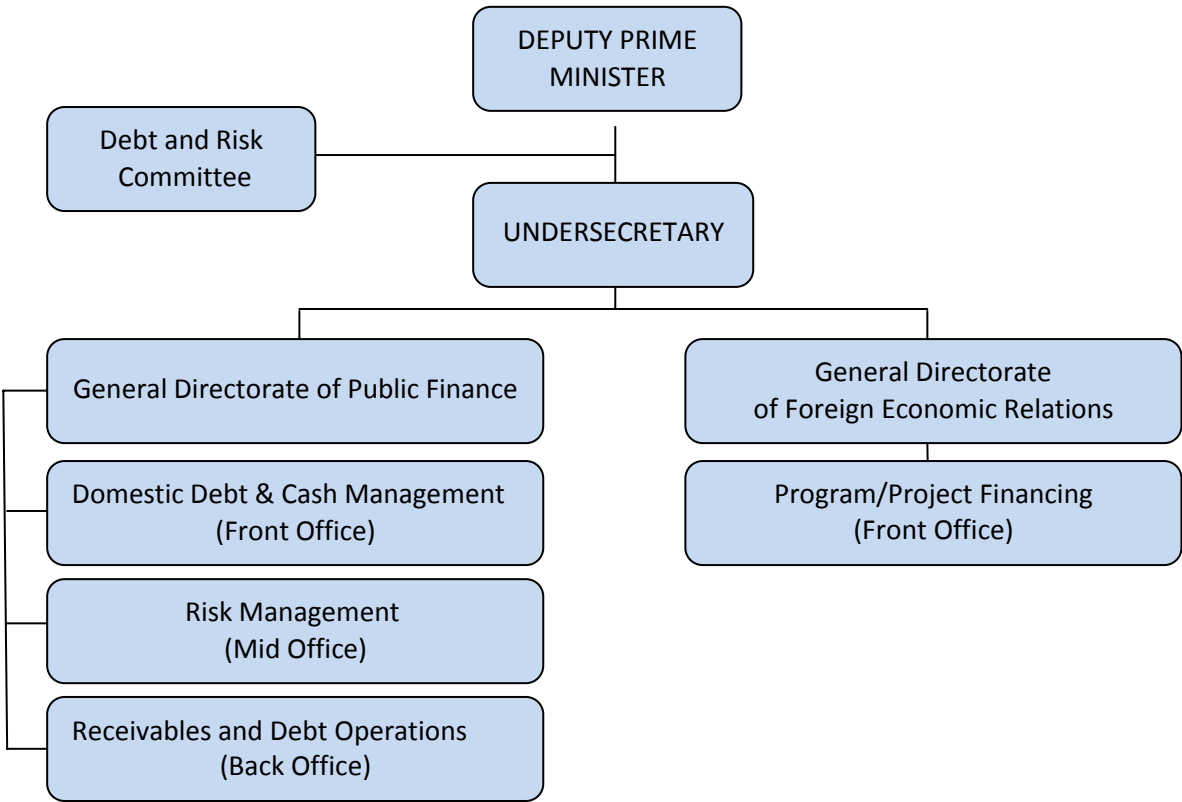 DEPUTY PRIME
MINISTER
Debt and Risk
Committee
UNDERSECRETARY
General Directorate of Public Finance
General Directorate
of Foreign Economic Relations
Domestic Debt & Cash Management
(Front Office)
Program/Project Financing
(Front Office)
Risk Management
(Mid Office)
Receivables and Debt Operations
(Back Office)